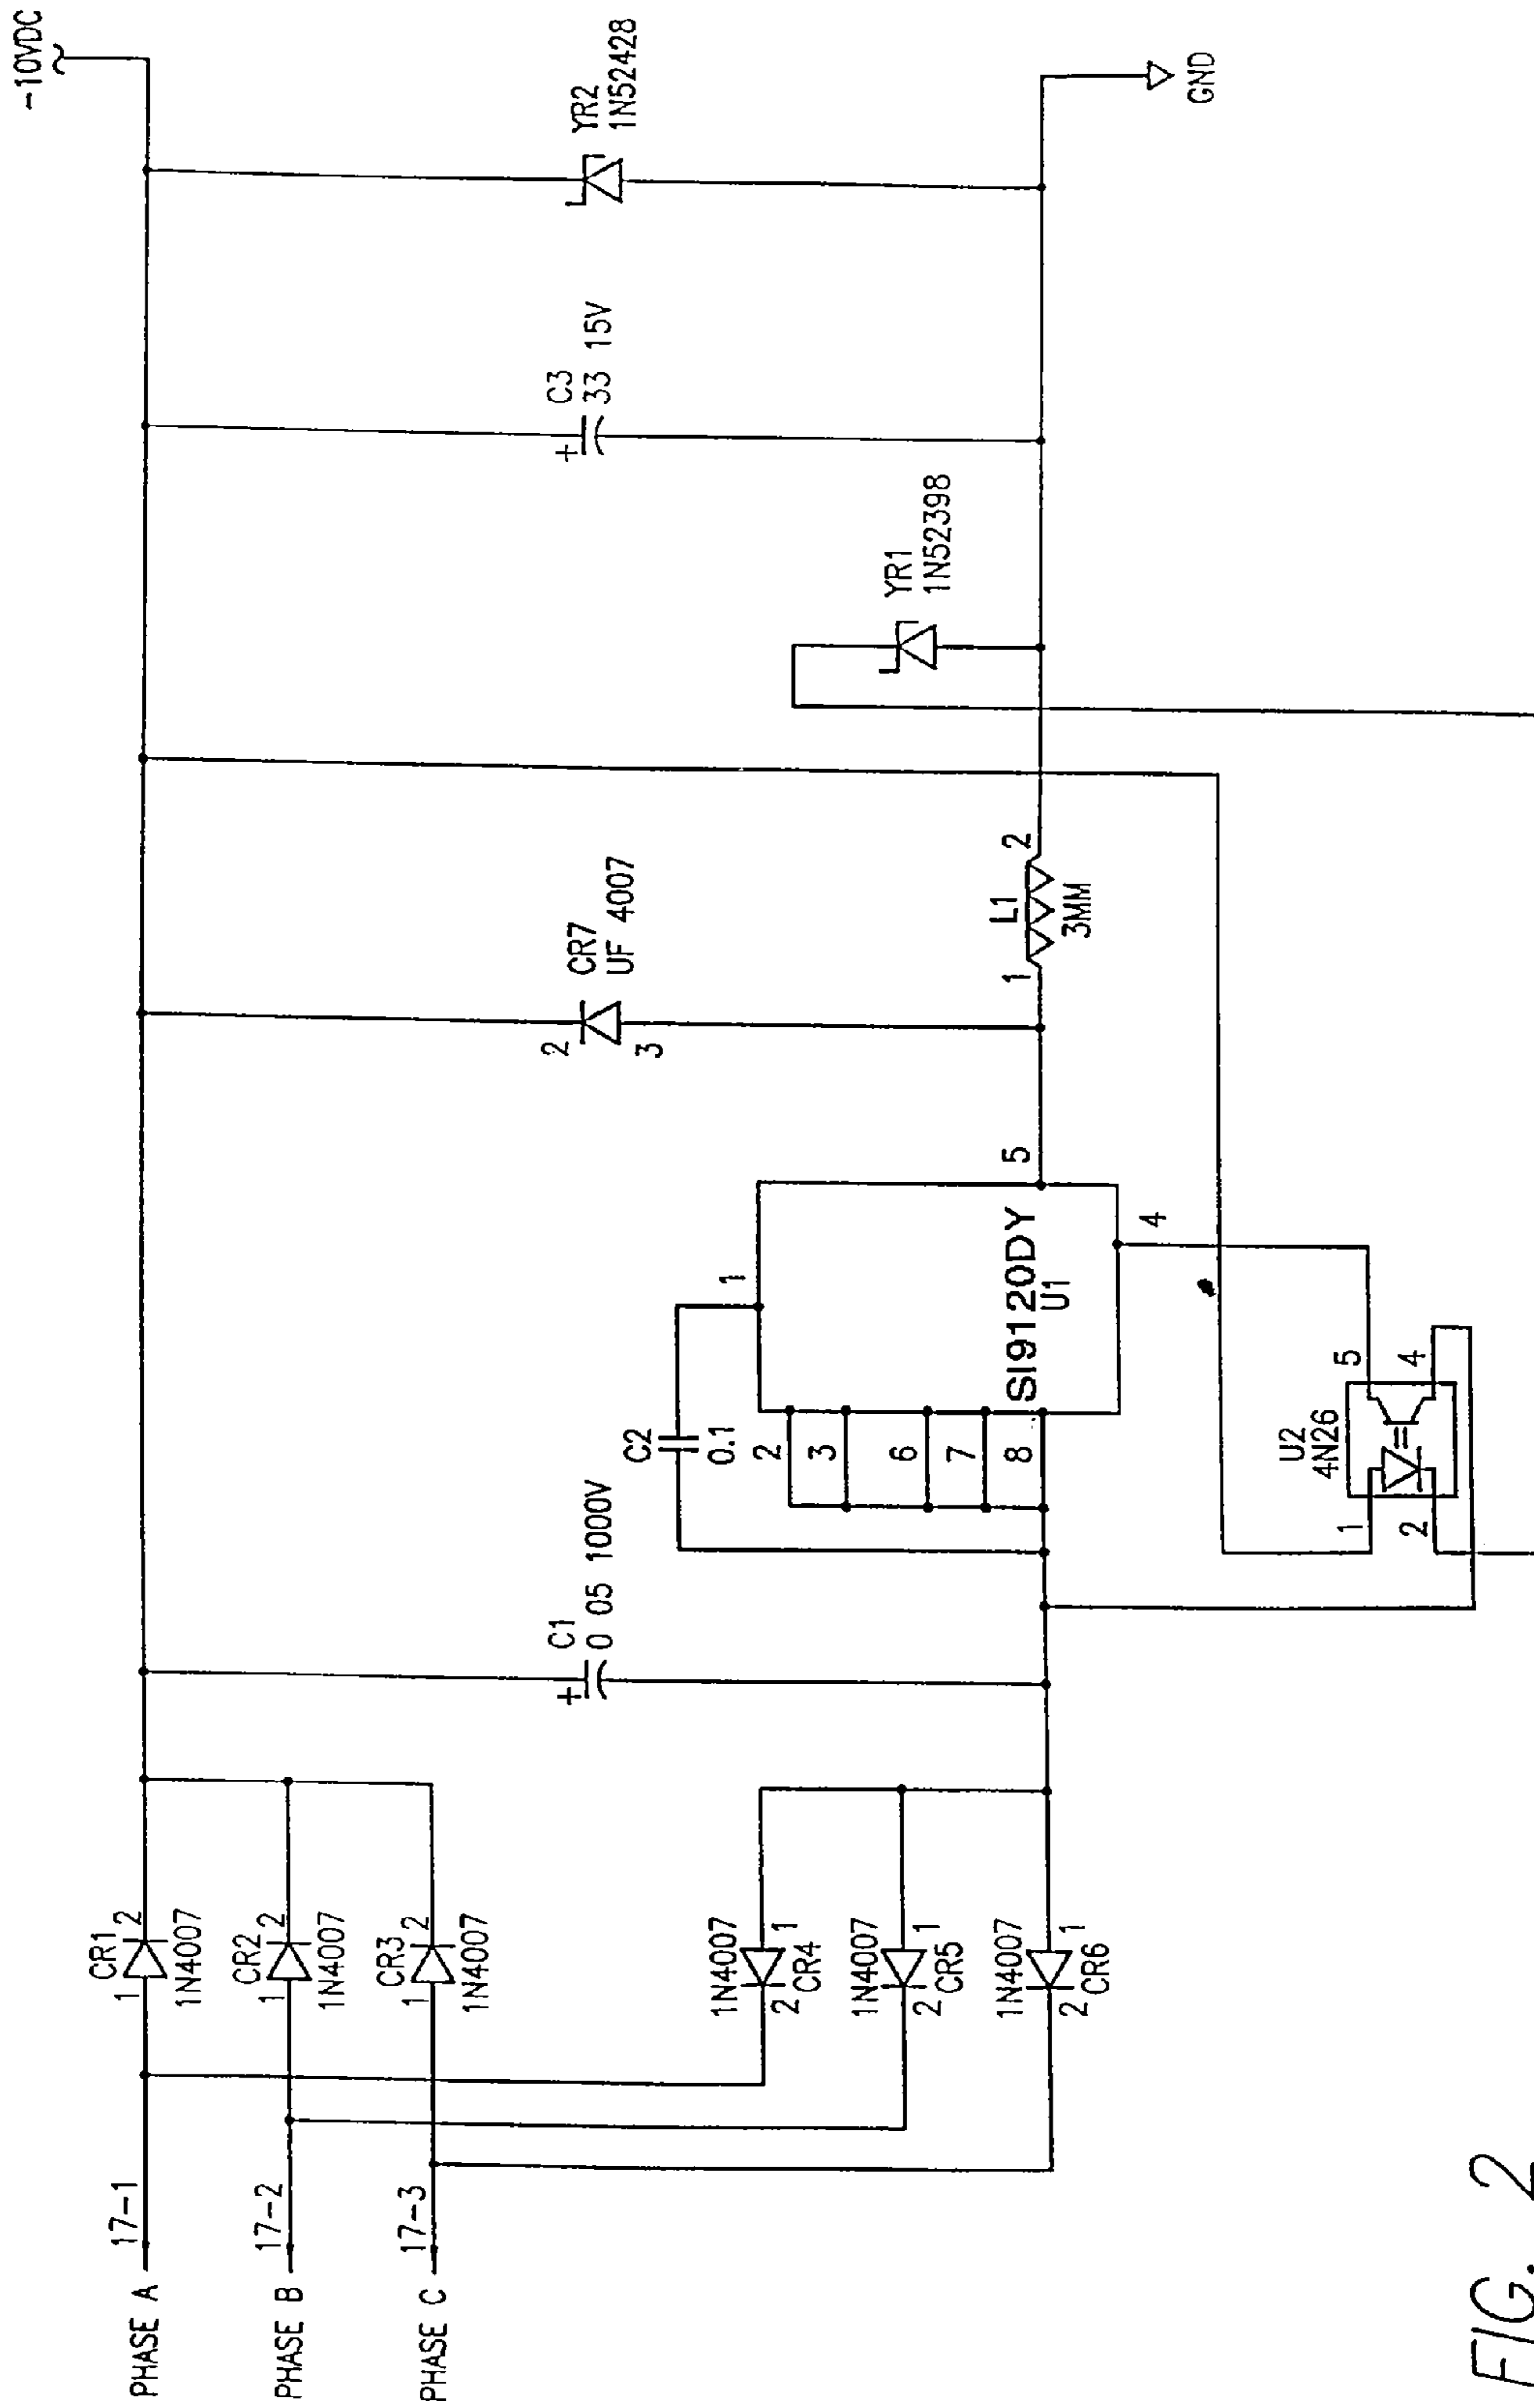 PHASE A
17-1
PHASE B
17-2
PHASE C
17-3
1
CR1
2
1N4007
1
CR2
2
1N4007
1
CR3
2
1N4007
1N4007
2
1
CR4
1N4007
2
1
CR5
1N4007
2
1
CR6
C1
0 05 1000V
C2
0.1
1
2
3
6
7
8
SI9120DY
U1
5
4
U2
4N26
1
2
5
4
CR7
UF 4007
2
3
L1
1
2
3MM
YR1
1N52398
C3
33 15V
+
+
YR2
1N52428
-10VDC
GND
FIG. 2